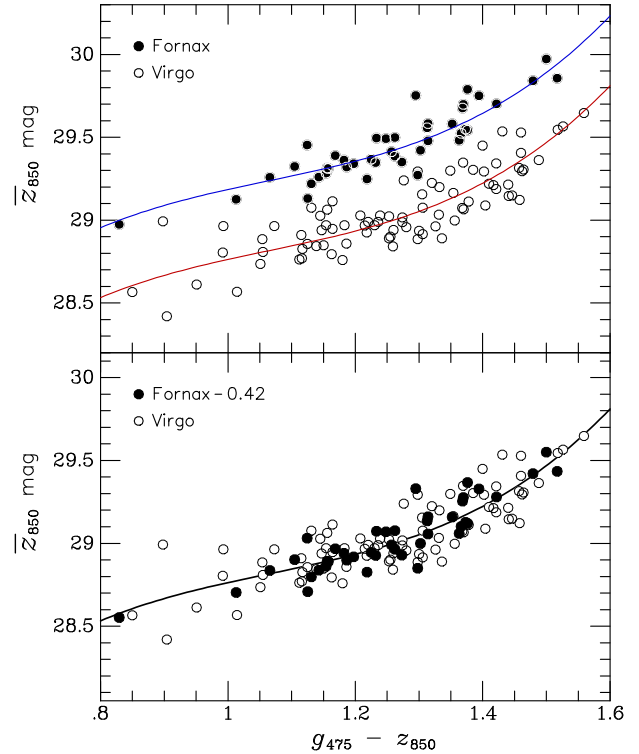 30
29.5
29
28.5
z̅₈₅₀ mag
● Fornax
○ Virgo
30
29.5
29
28.5
z̅₈₅₀ mag
● Fornax − 0.42
○ Virgo
.8 1 1.2 1.4 1.6
g₄₇₅ − z₈₅₀